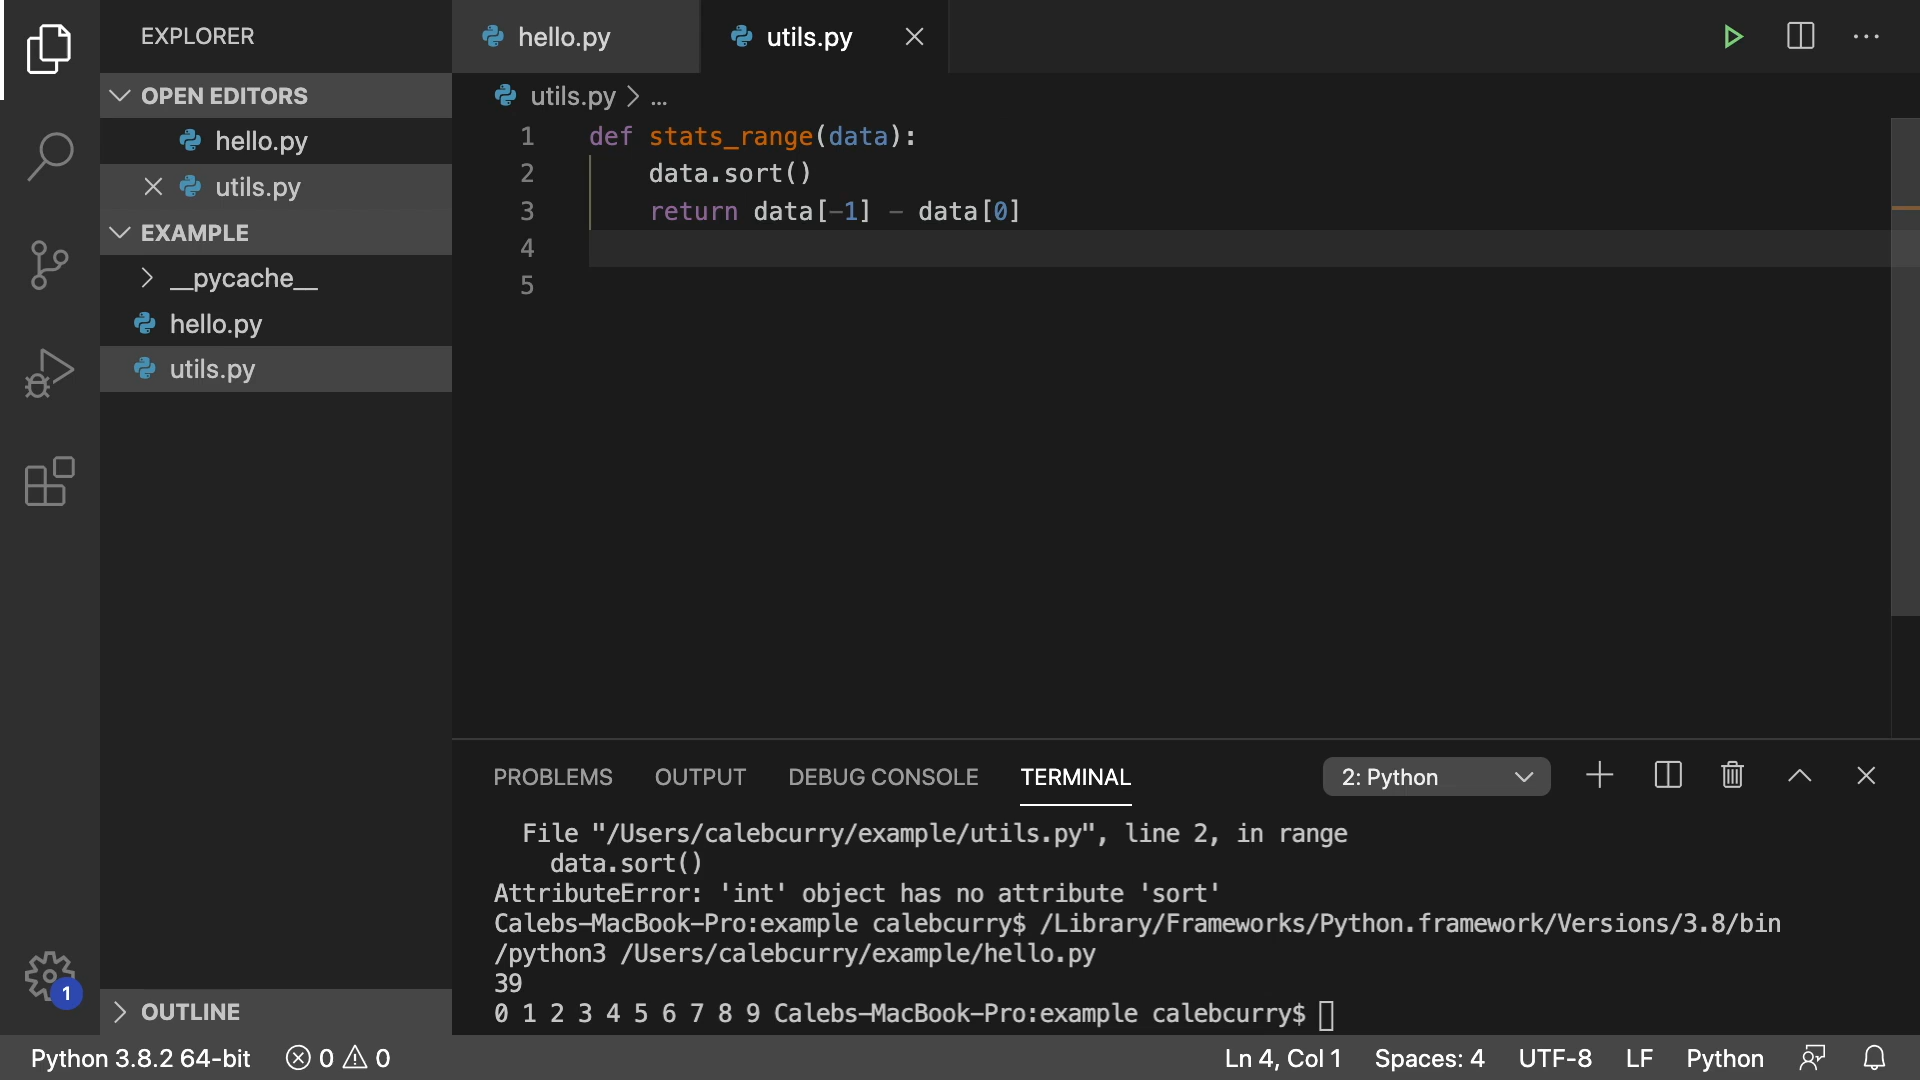 EXPLORER
OPEN EDITORS
hello.py
utils.py
EXAMPLE
__pycache__
hello.py
utils.py
OUTLINE
hello.py utils.py
utils.py > ...
1 def stats_range(data):
2     data.sort()
3     return data[-1] - data[0]
4
5
PROBLEMS OUTPUT DEBUG CONSOLE TERMINAL 2: Python
  File "/Users/calebcurry/example/utils.py", line 2, in range
    data.sort()
AttributeError: 'int' object has no attribute 'sort'
Calebs-MacBook-Pro:example calebcurry$ /Library/Frameworks/Python.framework/Versions/3.8/bin
/python3 /Users/calebcurry/example/hello.py
39
0 1 2 3 4 5 6 7 8 9 Calebs-MacBook-Pro:example calebcurry$
1
Python 3.8.2 64-bit 0 0 Ln 4, Col 1 Spaces: 4 UTF-8 LF Python